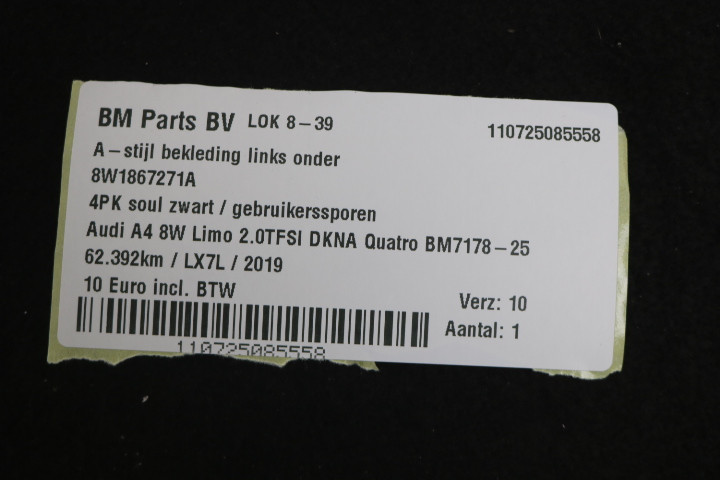 BM Parts BV LOK 8-39 110725085558
A-stijl bekleding links onder
8W1867271A
4PK soul zwart / gebruikerssporen
Audi A4 8W Limo 2.0TFSI DKNA Quatro BM7178-25
62.392km / LX7L / 2019
10 Euro incl. BTW Verz: 10
Aantal: 1
110725085558